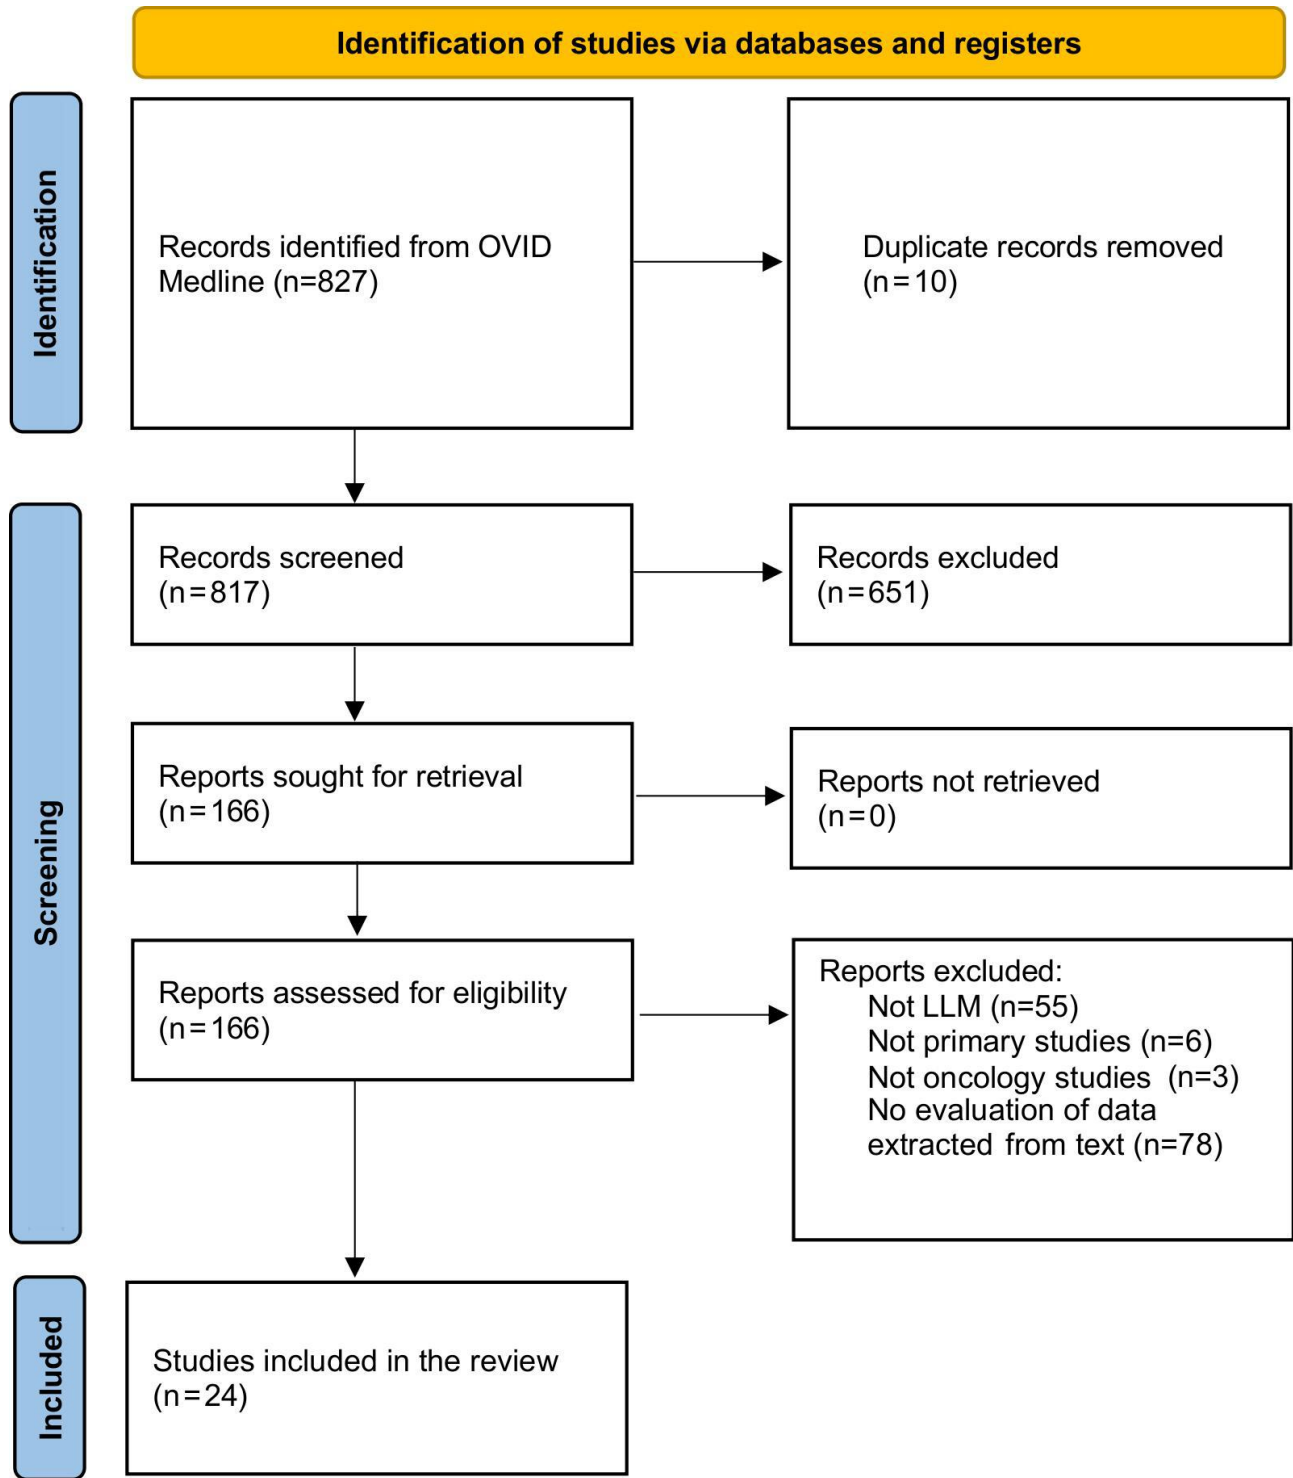 Identification of studies via databases and registers
Identification
Records identified from OVID
Medline (n=827)
Duplicate records removed
(n=10)
Screening
Records screened
(n=817)
Records excluded
(n=651)
Reports sought for retrieval
(n=166)
Reports not retrieved
(n=0)
Reports assessed for eligibility
(n=166)
Reports excluded:
Not LLM (n=55)
Not primary studies (n=6)
Not oncology studies (n=3)
No evaluation of data
extracted from text (n=78)
Included
Studies included in the review
(n=24)